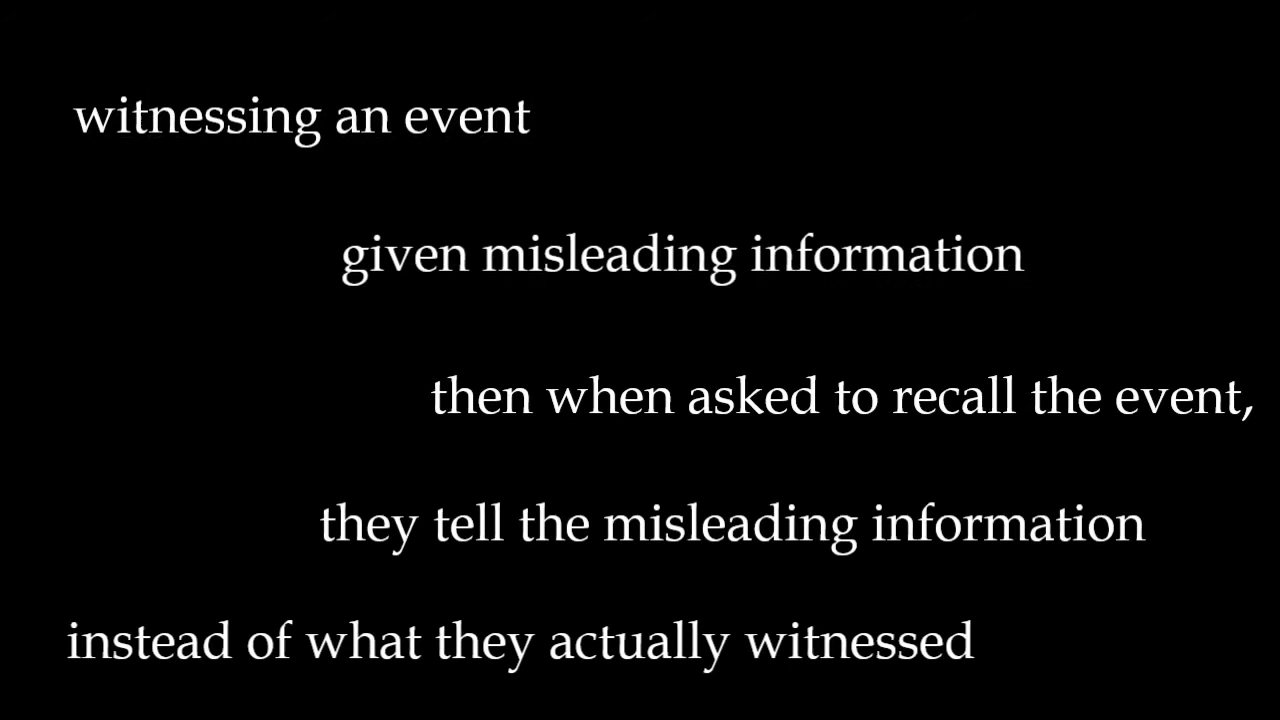 witnessing an event
given misleading information
then when asked to recall the event,
they tell the misleading information
instead of what they actually witnessed